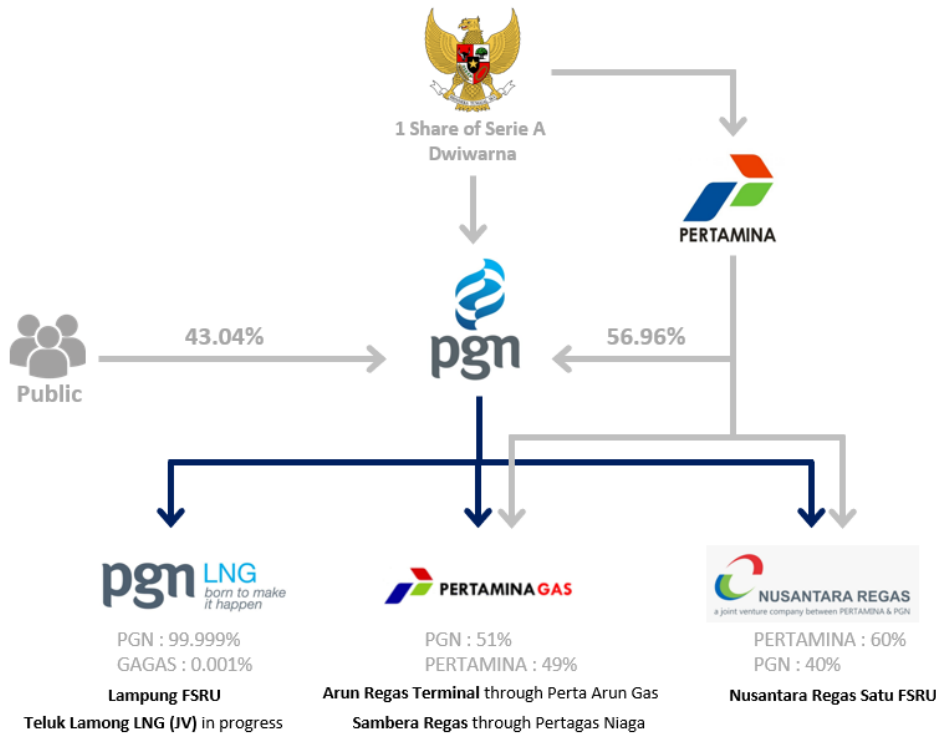 1 Share of Serie A
Dwiwarna
PERTAMINA
43.04%
56.96%
pgn
Public
pgn LNG
born to make
it happen
PERTAMINA GAS
NUSANTARA REGAS
a joint venture company between PERTAMINA & PGN
PGN : 99.999%
GAGAS : 0.001%
PGN : 51%
PERTAMINA : 49%
PERTAMINA : 60%
PGN : 40%
Lampung FSRU
Teluk Lamong LNG (JV) in progress
Arun Regas Terminal through Perta Arun Gas
Sambera Regas through Pertagas Niaga
Nusantara Regas Satu FSRU